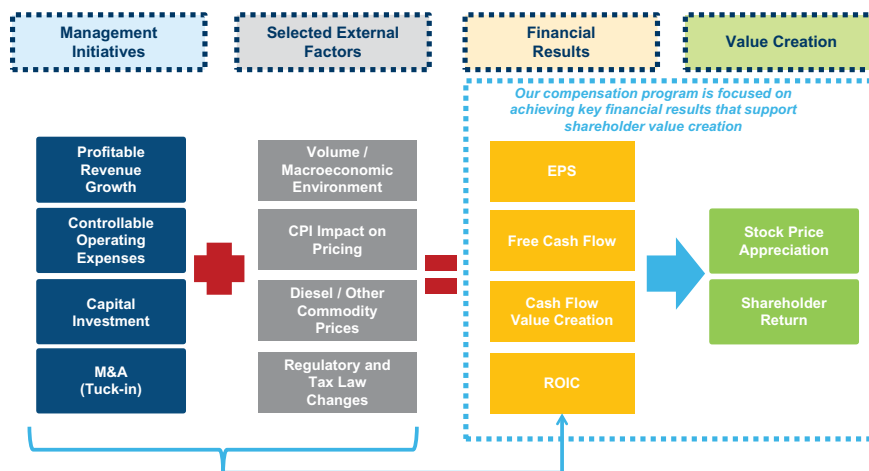 Management
Initiatives
Selected External
Factors
Financial
Results
Value Creation
Our compensation program is focused on
achieving key financial results that support
shareholder value creation
Profitable
Revenue
Growth
Controllable
Operating
Expenses
Capital
Investment
M&A
(Tuck-in)
Volume /
Macroeconomic
Environment
CPI Impact on
Pricing
Diesel / Other
Commodity
Prices
Regulatory and
Tax Law
Changes
EPS
Free Cash Flow
Cash Flow
Value Creation
ROIC
Stock Price
Appreciation
Shareholder
Return